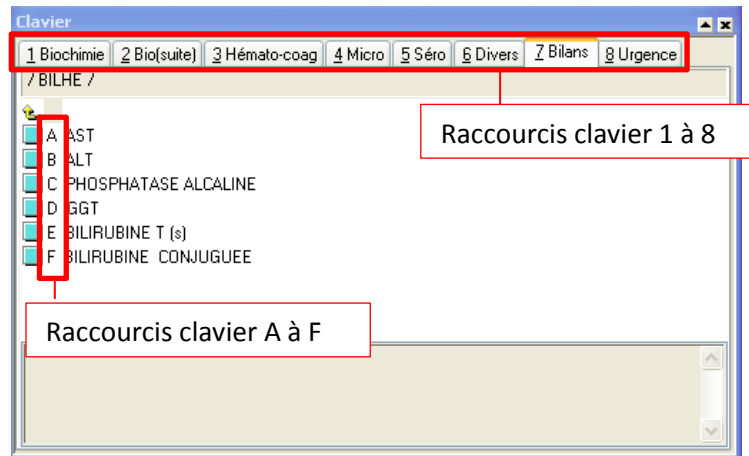 Clavier
1 Biochimie 2 Bio(suite) 3 Hémato-coag 4 Micro 5 Séro 6 Divers 7 Bilans 8 Urgence
/ BILHE /
Raccourcis clavier 1 à 8
A AST
B ALT
C PHOSPHATASE ALCALINE
D GGT
E BILIRUBINE T (s)
F BILIRUBINE CONJUGUEE
Raccourcis clavier A à F